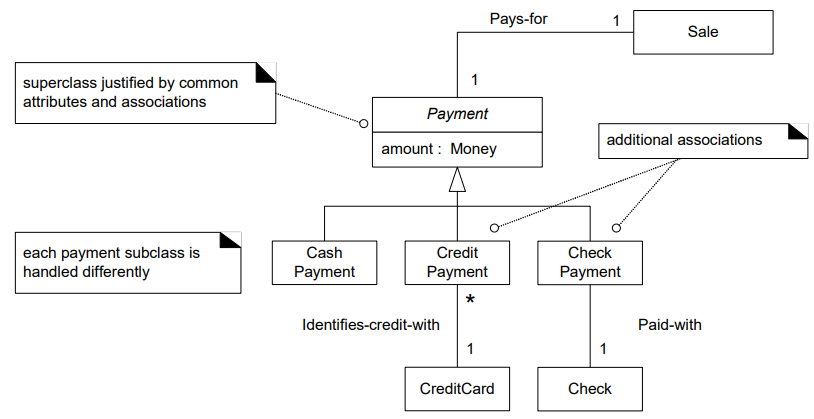 Pays-for
1
Sale
superclass justified by common
attributes and associations
1
Payment
amount : Money
additional associations
each payment subclass is
handled differently
Cash
Payment
Credit
Payment
Check
Payment
*
Identifies-credit-with
Paid-with
1
1
CreditCard
Check